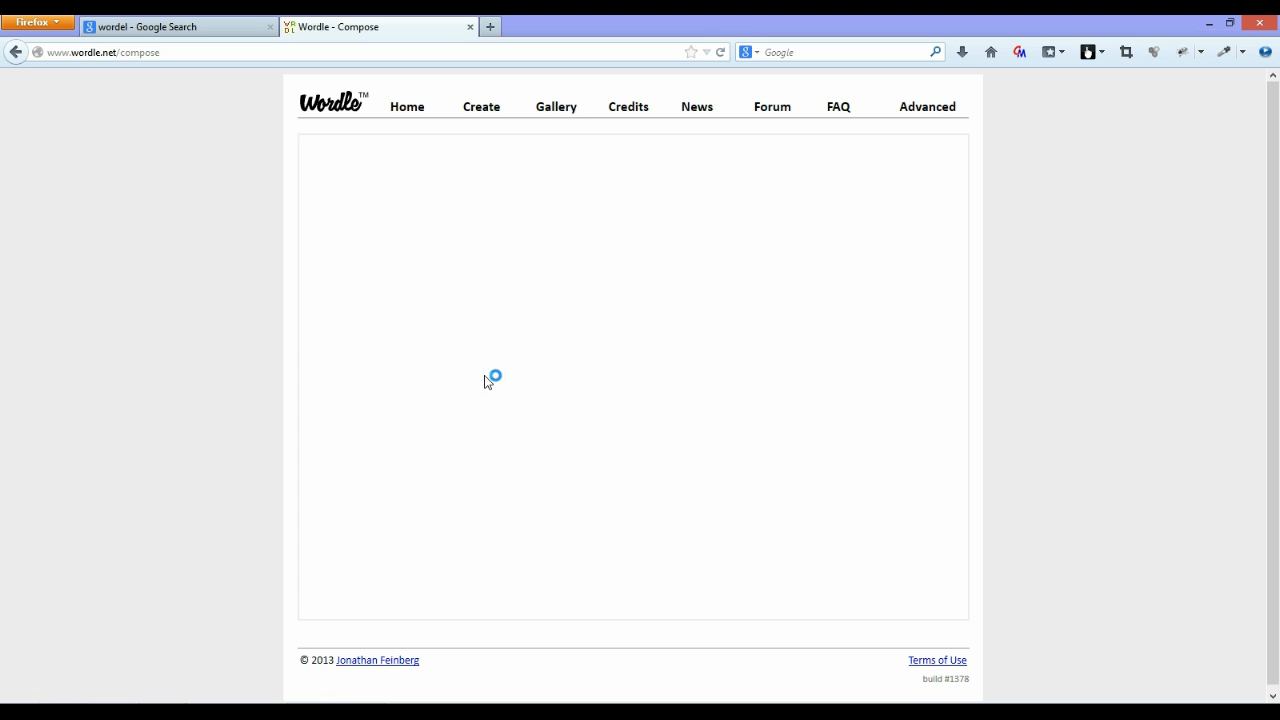 Firefox
wordel - Google Search
Wordle - Compose
www.wordle.net/compose
Google
Wordle™
Home
Create
Gallery
Credits
News
Forum
FAQ
Advanced
© 2013 Jonathan Feinberg
Terms of Use
build #1378